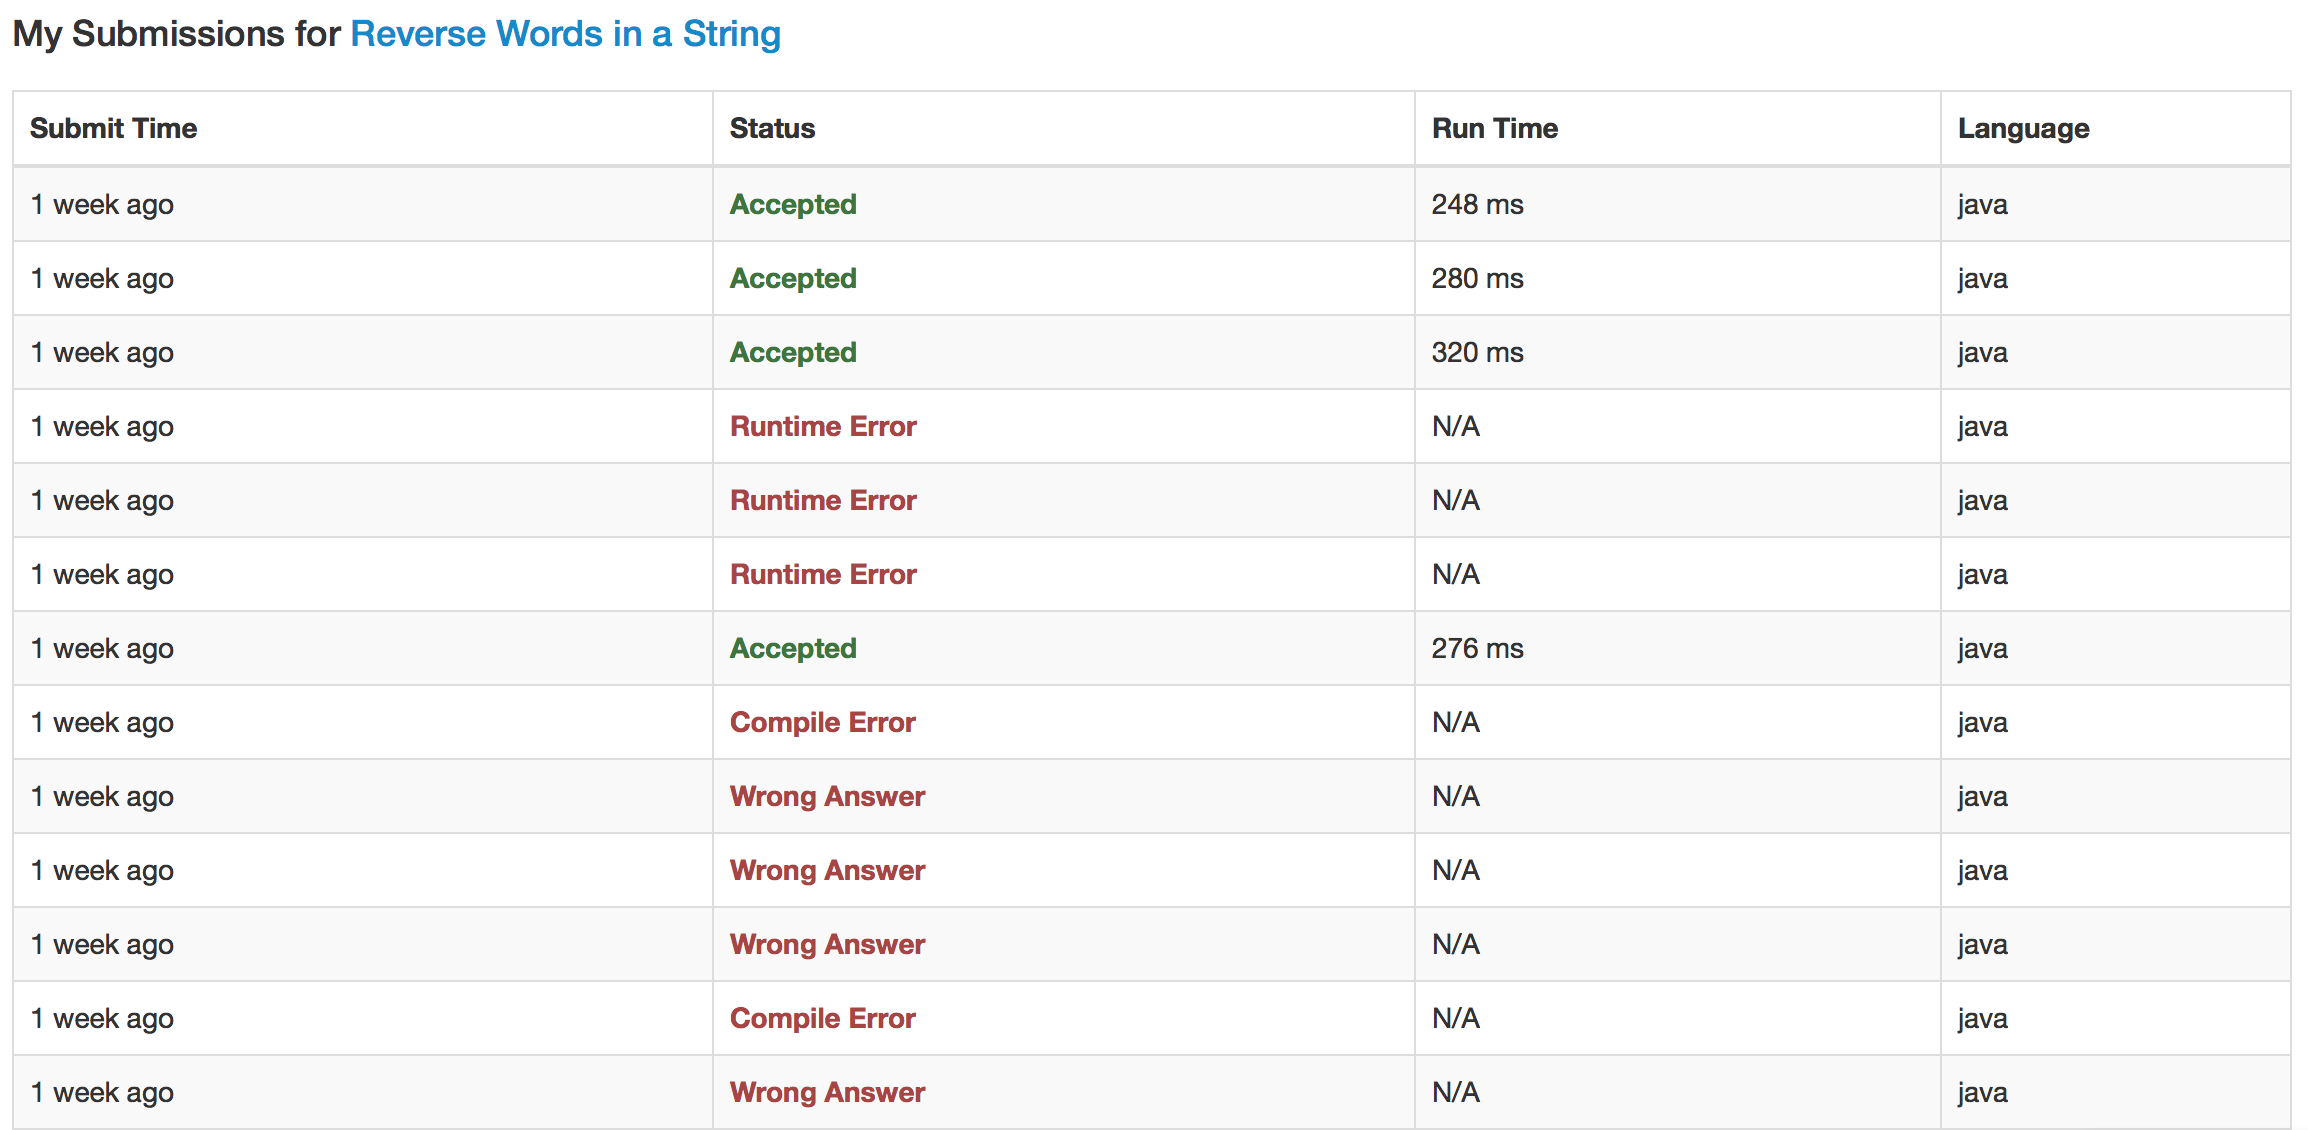 My Submissions for Reverse Words in a String
Submit Time Status Run Time Language
1 week ago Accepted 248 ms java
1 week ago Accepted 280 ms java
1 week ago Accepted 320 ms java
1 week ago Runtime Error N/A java
1 week ago Runtime Error N/A java
1 week ago Runtime Error N/A java
1 week ago Accepted 276 ms java
1 week ago Compile Error N/A java
1 week ago Wrong Answer N/A java
1 week ago Wrong Answer N/A java
1 week ago Wrong Answer N/A java
1 week ago Compile Error N/A java
1 week ago Wrong Answer N/A java